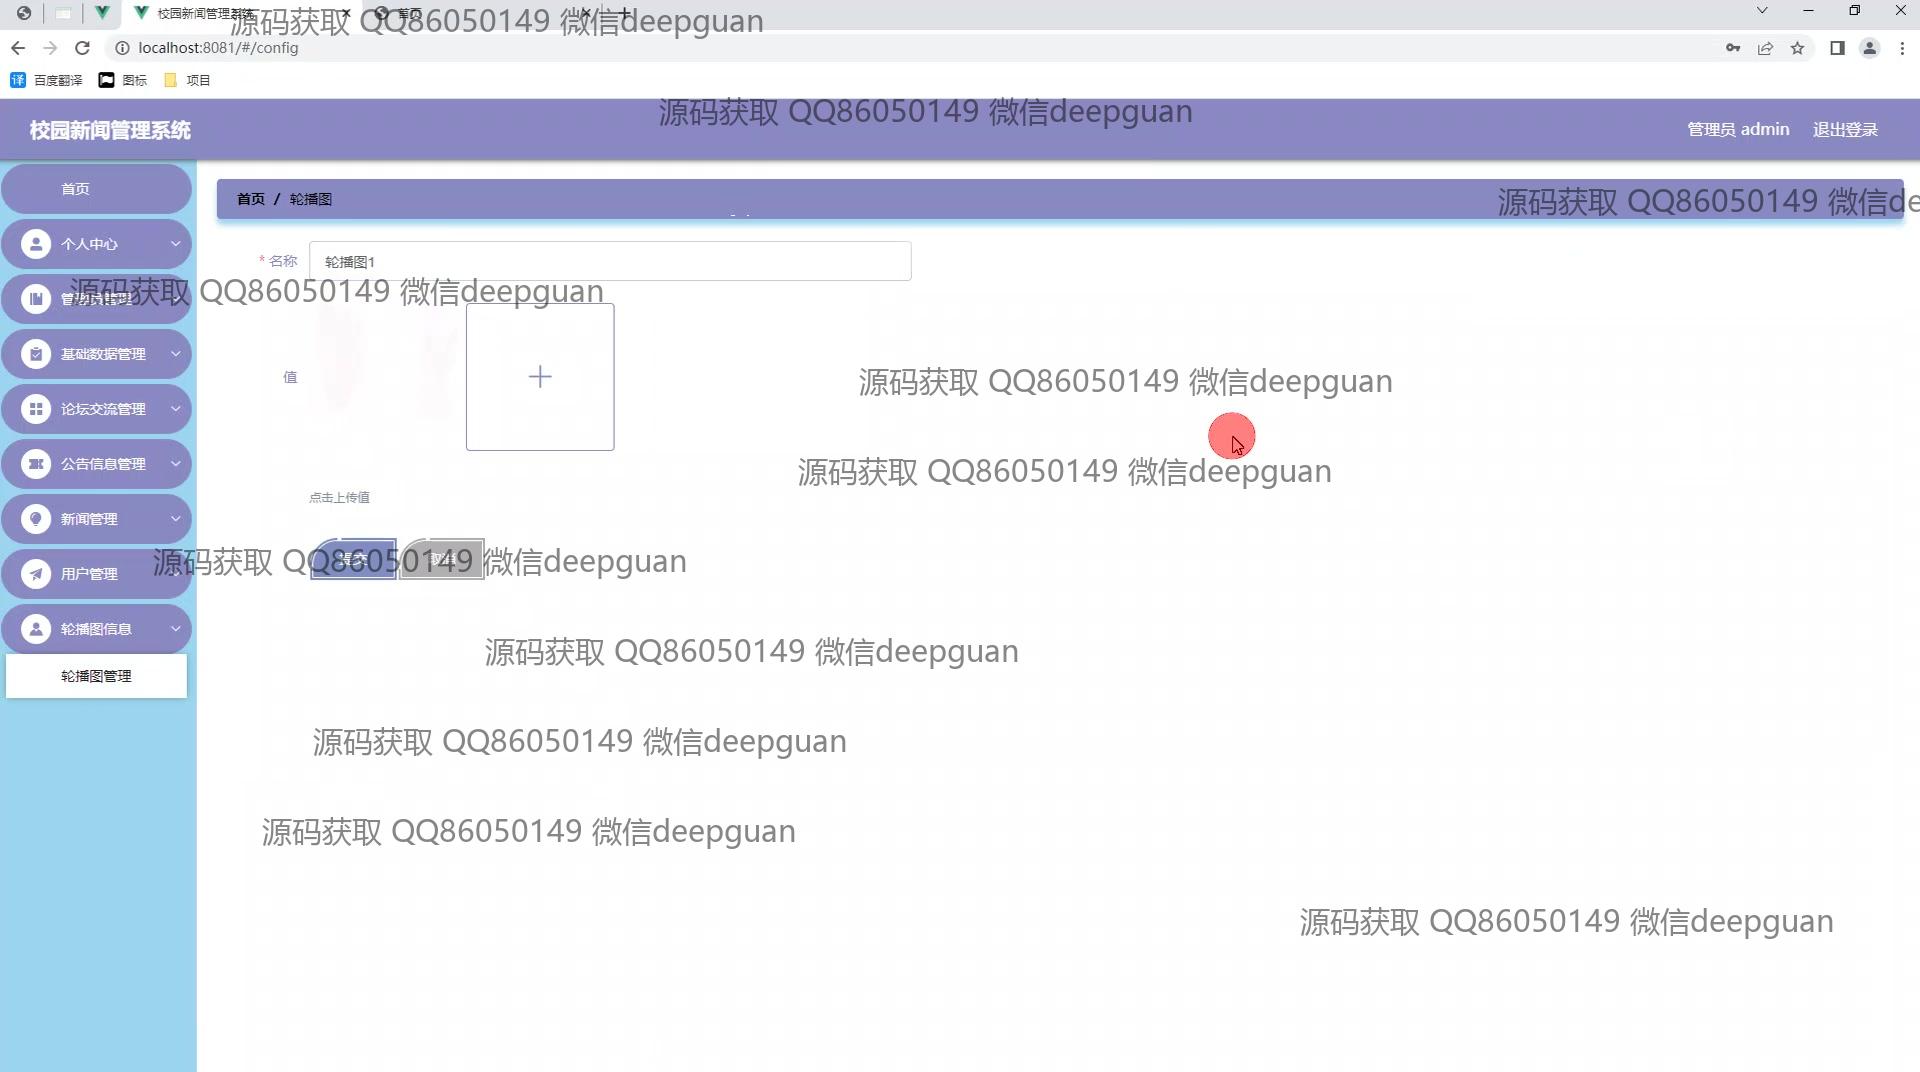 校园新闻管理系统
首页
源码获取 QQ86050149 微信deepguan
localhost:8081/#/config
百度翻译
图标
项目
源码获取 QQ86050149 微信deepguan
校园新闻管理系统
管理员 admin
退出登录
首页
首页 / 轮播图
源码获取 QQ86050149 微信de
个人中心
* 名称
轮播图1
源码获取 QQ86050149 微信deepguan
基础数据管理
值
源码获取 QQ86050149 微信deepguan
论坛交流管理
公告信息管理
源码获取 QQ86050149 微信deepguan
点击上传值
新闻管理
提交
取消
源码获取 QQ86050149 微信deepguan
用户管理
轮播图信息
源码获取 QQ86050149 微信deepguan
轮播图管理
源码获取 QQ86050149 微信deepguan
源码获取 QQ86050149 微信deepguan
源码获取 QQ86050149 微信deepguan